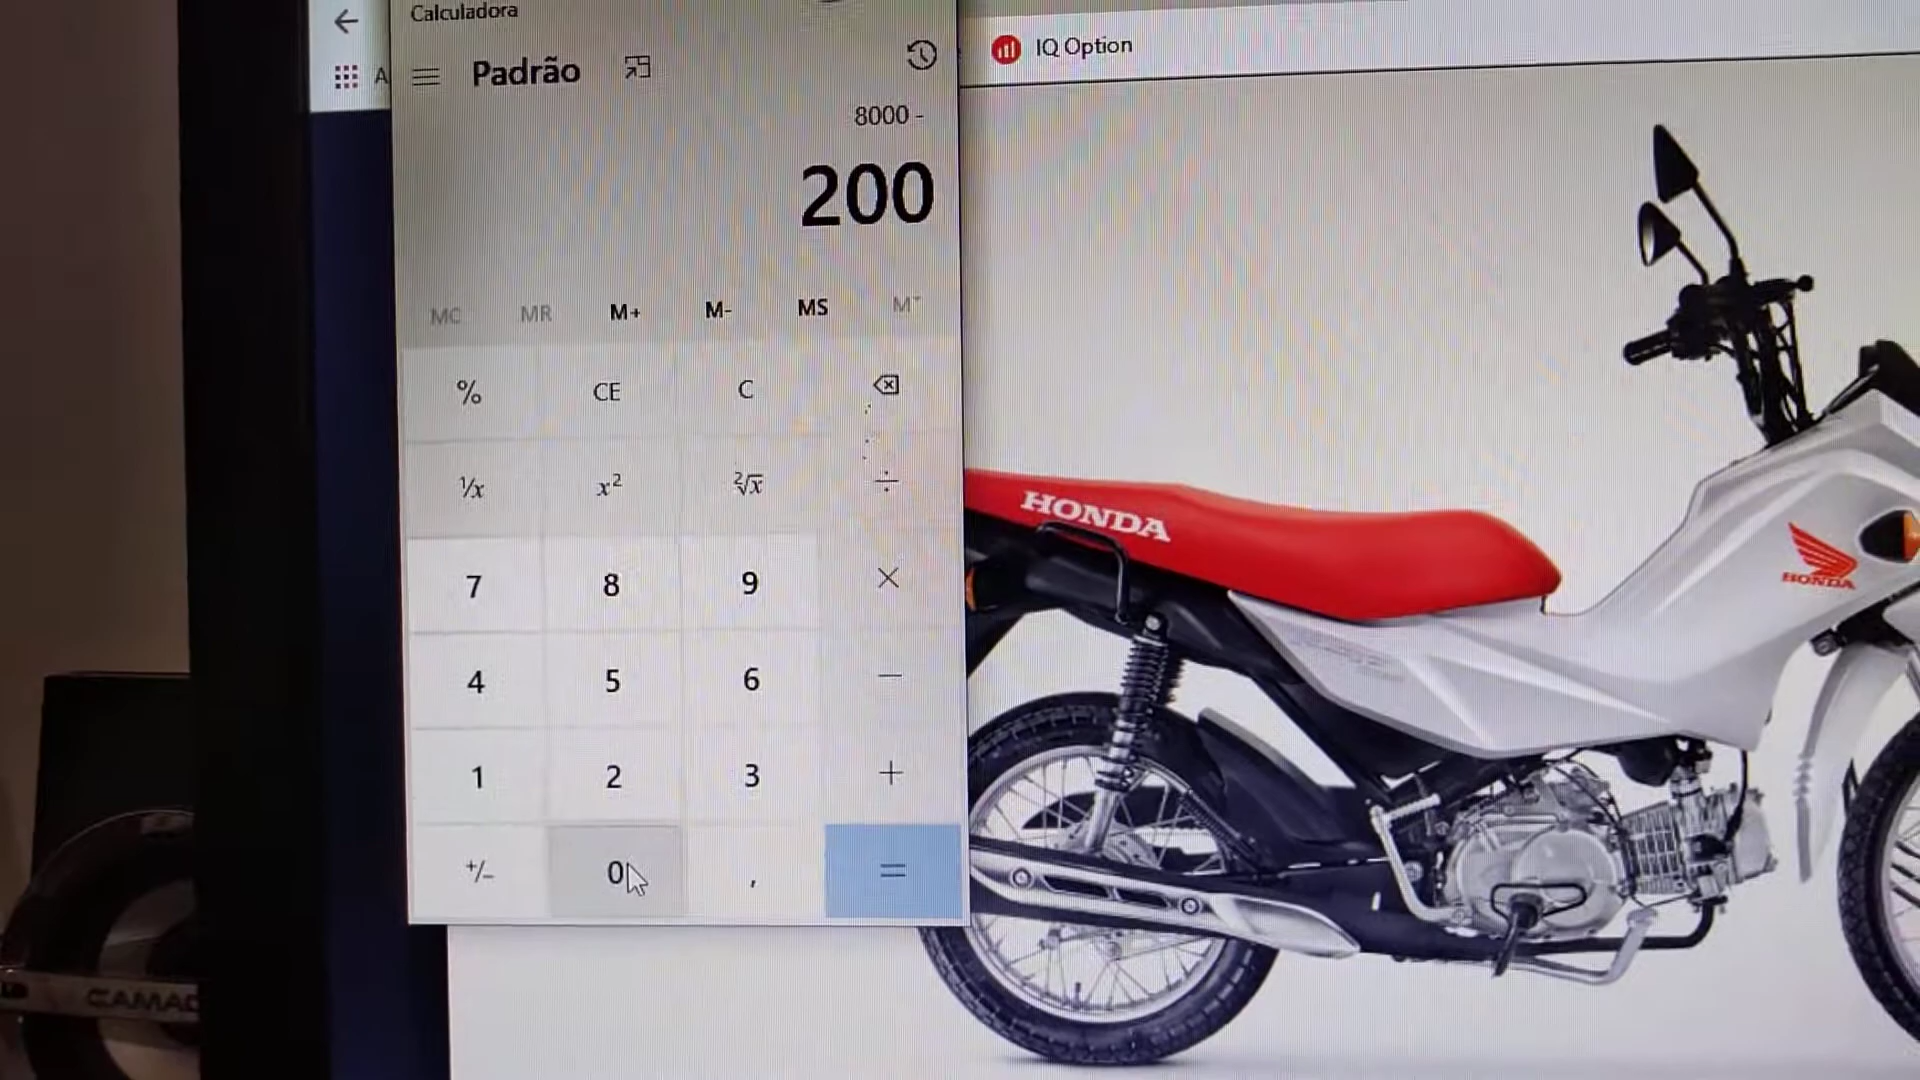 Calculadora
A
Padrão
IQ Option
8000 -
200
MC MR M+ M- MS M˅
% CE C
1/x x² ²√x ÷
7 8 9 ×
4 5 6 −
1 2 3 +
+/- 0 , =
HONDA
HONDA